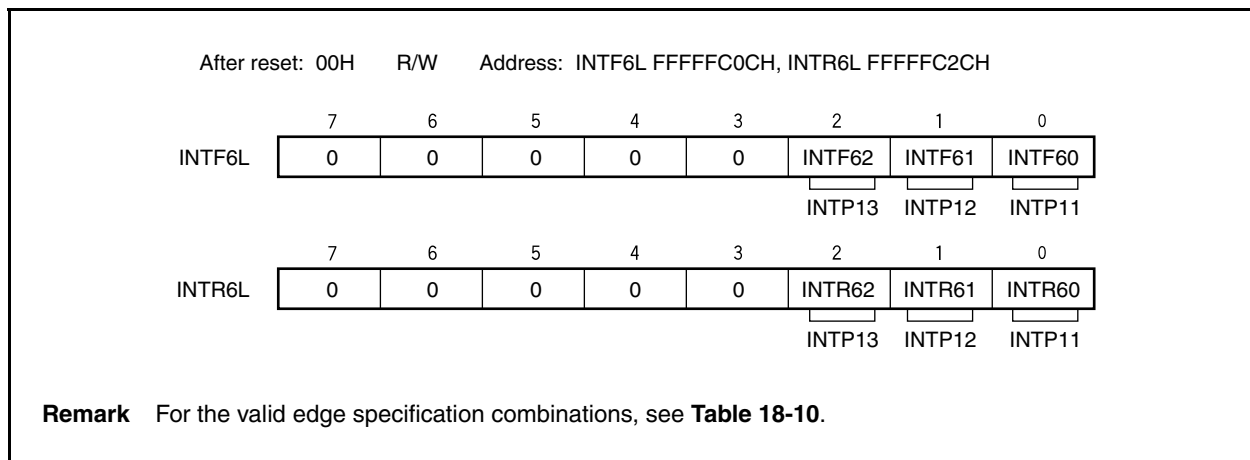 After reset: 00H R/W Address: INTF6L FFFFFC0CH, INTR6L FFFFFC2CH
7 6 5 4 3 2 1 0
INTF6L 0 0 0 0 0 INTF62 INTF61 INTF60
INTP13 INTP12 INTP11
7 6 5 4 3 2 1 0
INTR6L 0 0 0 0 0 INTR62 INTR61 INTR60
INTP13 INTP12 INTP11
Remark For the valid edge specification combinations, see Table 18-10.